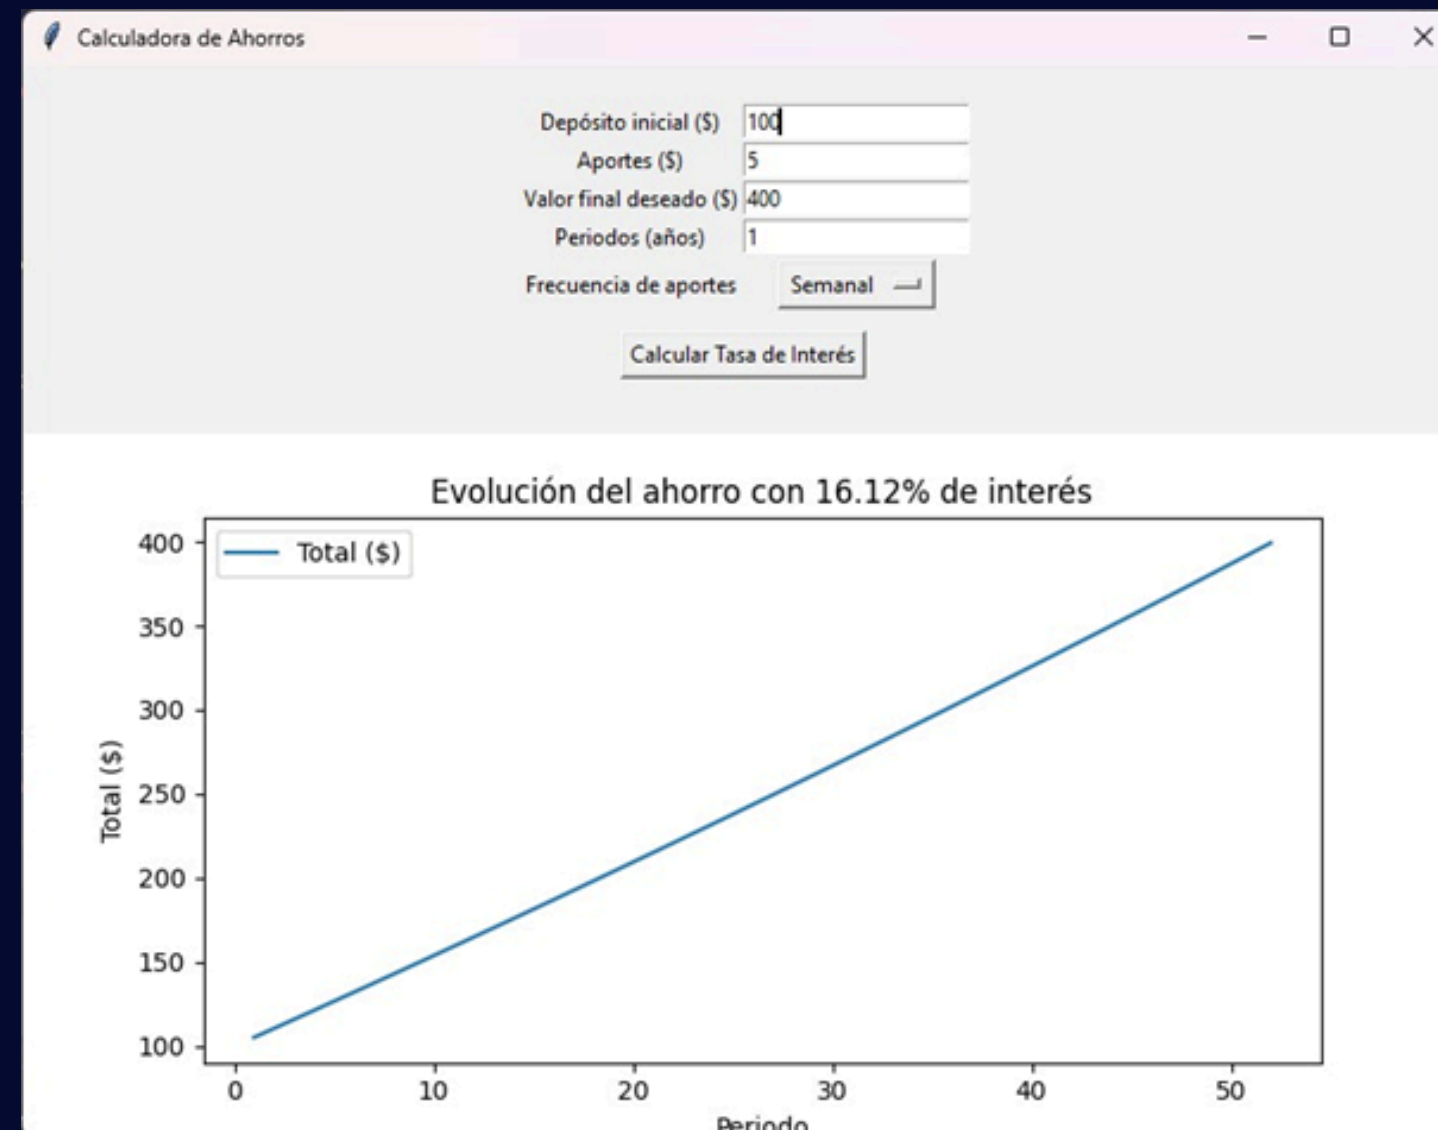 Calculadora de Ahorros
Depósito inicial ($) 100
Aportes ($) 5
Valor final deseado ($) 400
Periodos (años) 1
Frecuencia de aportes Semanal
Calcular Tasa de Interés
Evolución del ahorro con 16.12% de interés
Total ($)
400
350
300
250
200
150
100
Total ($)
0 10 20 30 40 50
Periodo